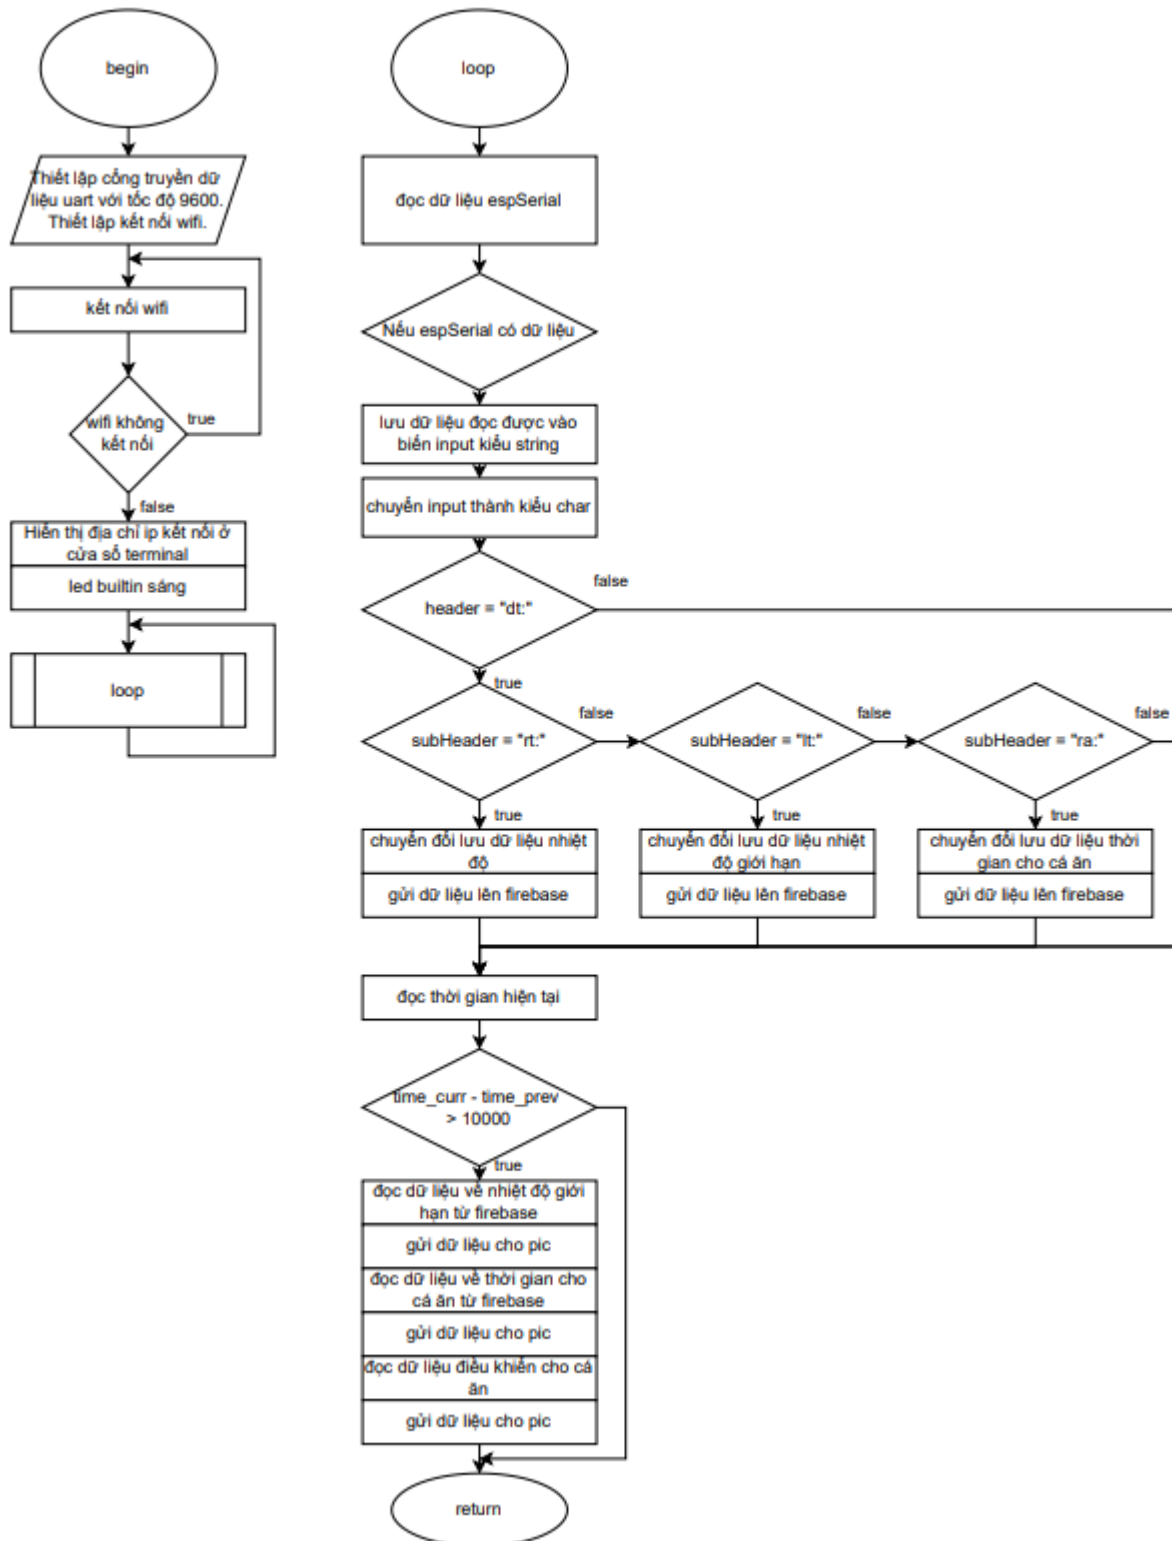 begin
Thiết lập cổng truyền dữ
liệu uart với tốc độ 9600.
Thiết lập kết nối wifi.
kết nối wifi
wifi không
kết nối
true
false
Hiển thị địa chỉ ip kết nối ở
cửa sổ terminal
led builtin sáng
loop
loop
đọc dữ liệu espSerial
Nếu espSerial có dữ liệu
lưu dữ liệu đọc được vào
biến input kiểu string
chuyển input thành kiểu char
header = "dt:"
false
true
subHeader = "rt:"
false
subHeader = "lt:"
false
subHeader = "ra:"
false
true
true
true
chuyển đổi lưu dữ liệu nhiệt
độ
gửi dữ liệu lên firebase
chuyển đổi lưu dữ liệu nhiệt
độ giới hạn
gửi dữ liệu lên firebase
chuyển đổi lưu dữ liệu thời
gian cho cá ăn
gửi dữ liệu lên firebase
đọc thời gian hiện tại
time_curr - time_prev
> 10000
true
đọc dữ liệu về nhiệt độ giới
hạn từ firebase
gửi dữ liệu cho pic
đọc dữ liệu về thời gian cho
cá ăn từ firebase
gửi dữ liệu cho pic
đọc dữ liệu điều khiển cho cá
ăn
gửi dữ liệu cho pic
return